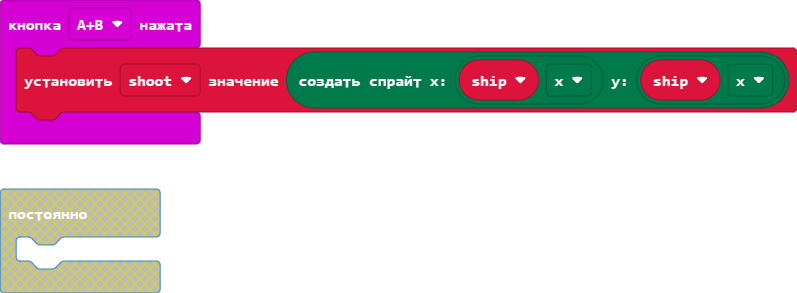 кнопка A+B нажата
установить shoot значение создать спрайт x: ship x y: ship x
постоянно